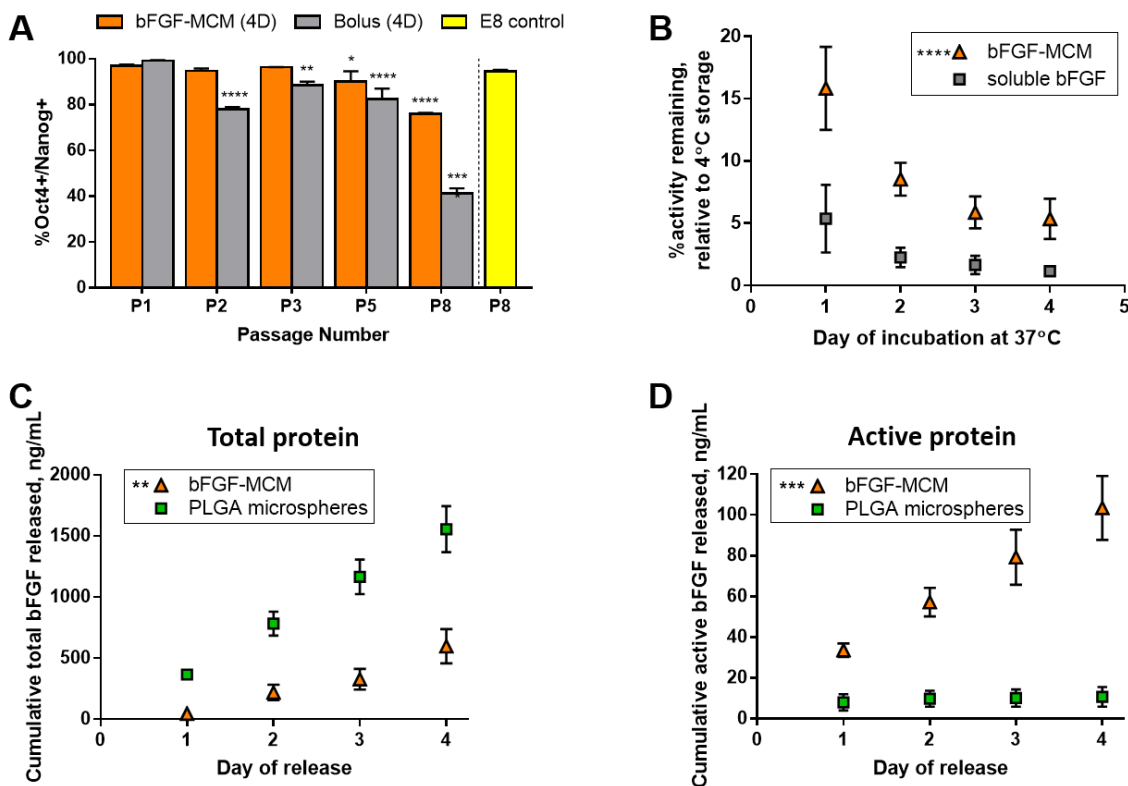 A
bFGF-MCM (4D)
Bolus (4D)
E8 control
%Oct4+/Nanog+
100
80
60
40
20
0
*
**
****
****
****
***
P1
P2
P3
P5
P8
P8
Passage Number
B
%activity remaining,
relative to 4°C storage
20
15
10
5
0
**** bFGF-MCM
soluble bFGF
0
1
2
3
4
5
Day of incubation at 37°C
C
Total protein
Cumulative total bFGF released, ng/mL
2000
1500
1000
500
0
** bFGF-MCM
PLGA microspheres
0
1
2
3
4
Day of release
D
Active protein
Cumulative active bFGF released, ng/mL
120
100
80
60
40
20
0
*** bFGF-MCM
PLGA microspheres
0
1
2
3
4
Day of release